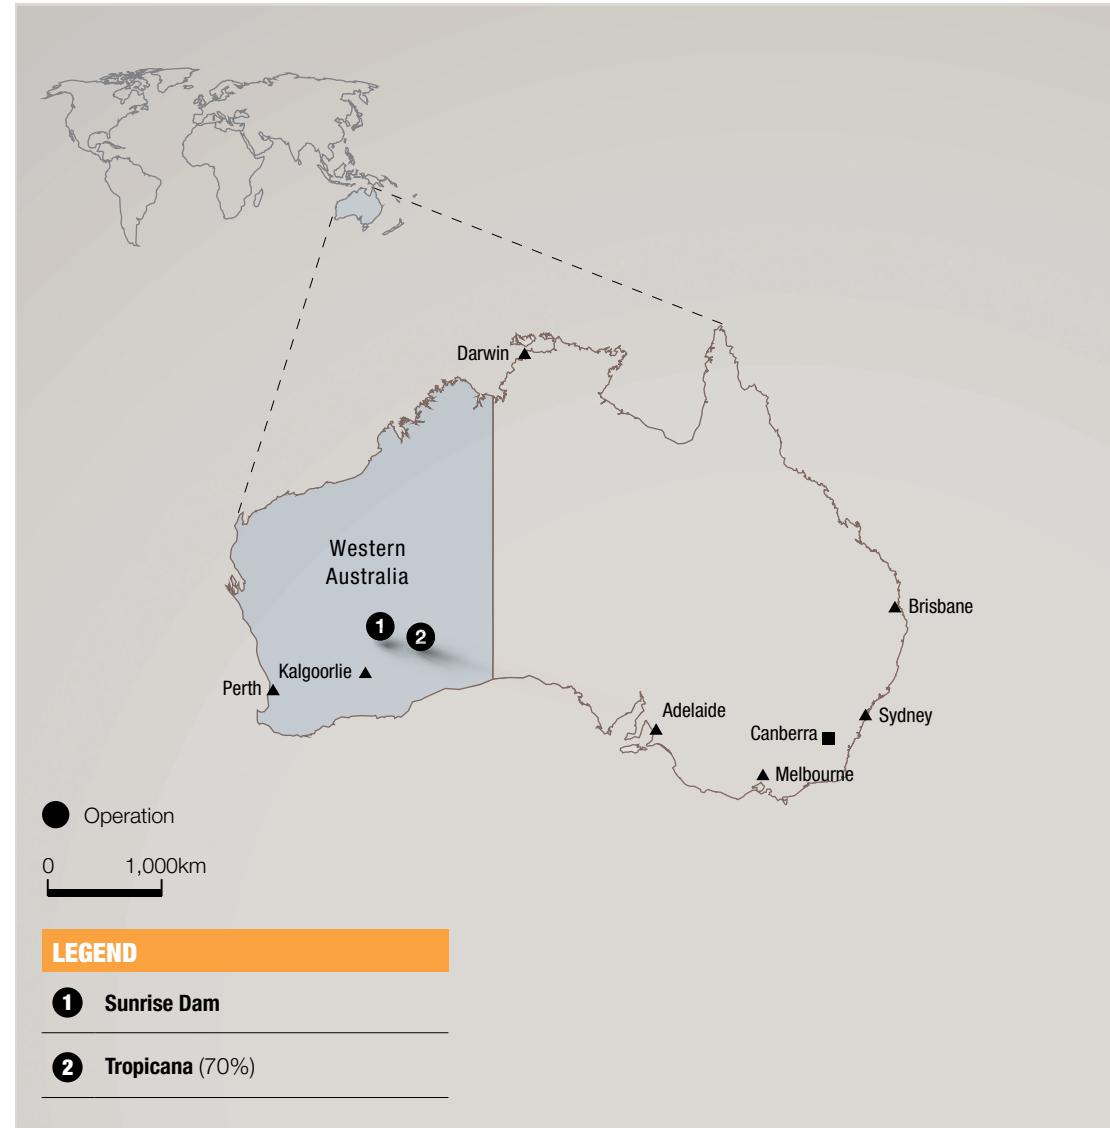 Darwin
Western
Australia
1
2
Brisbane
Kalgoorlie
Perth
Adelaide
Sydney
Canberra
Melbourne
Operation
0 1,000km
LEGEND
1 Sunrise Dam
2 Tropicana (70%)